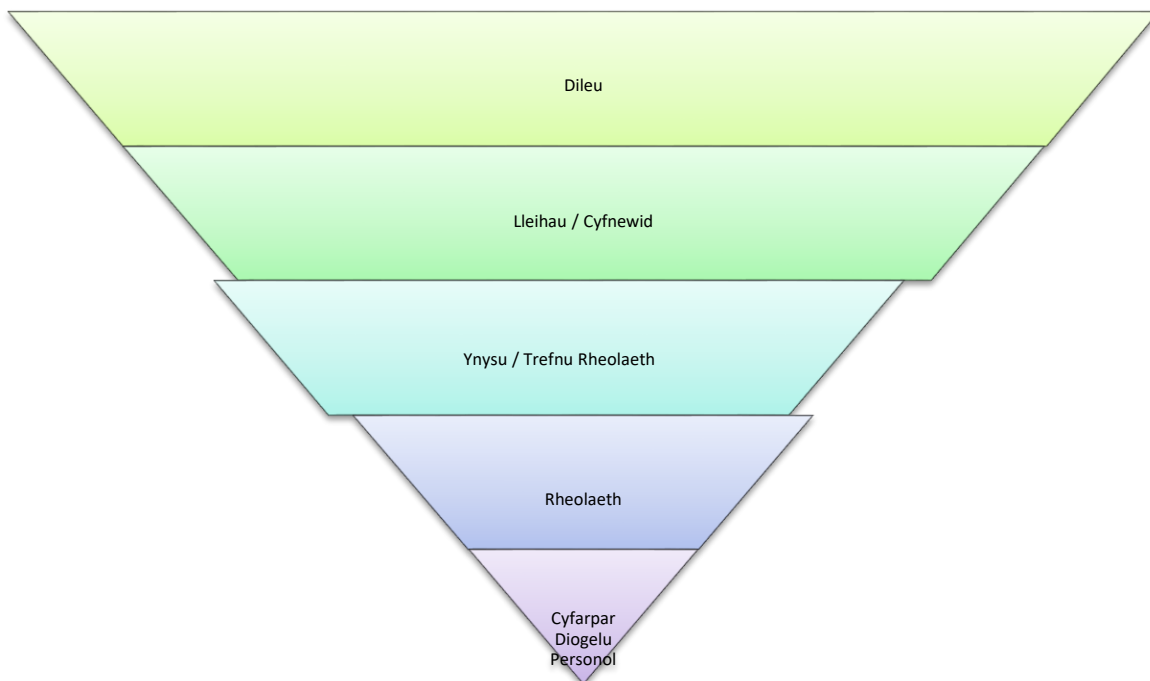 Dileu
Lleihau / Cyfnewid
Ynysu / Trefnu Rheolaeth
Rheolaeth
Cyfarpar
Diogelu
Personol